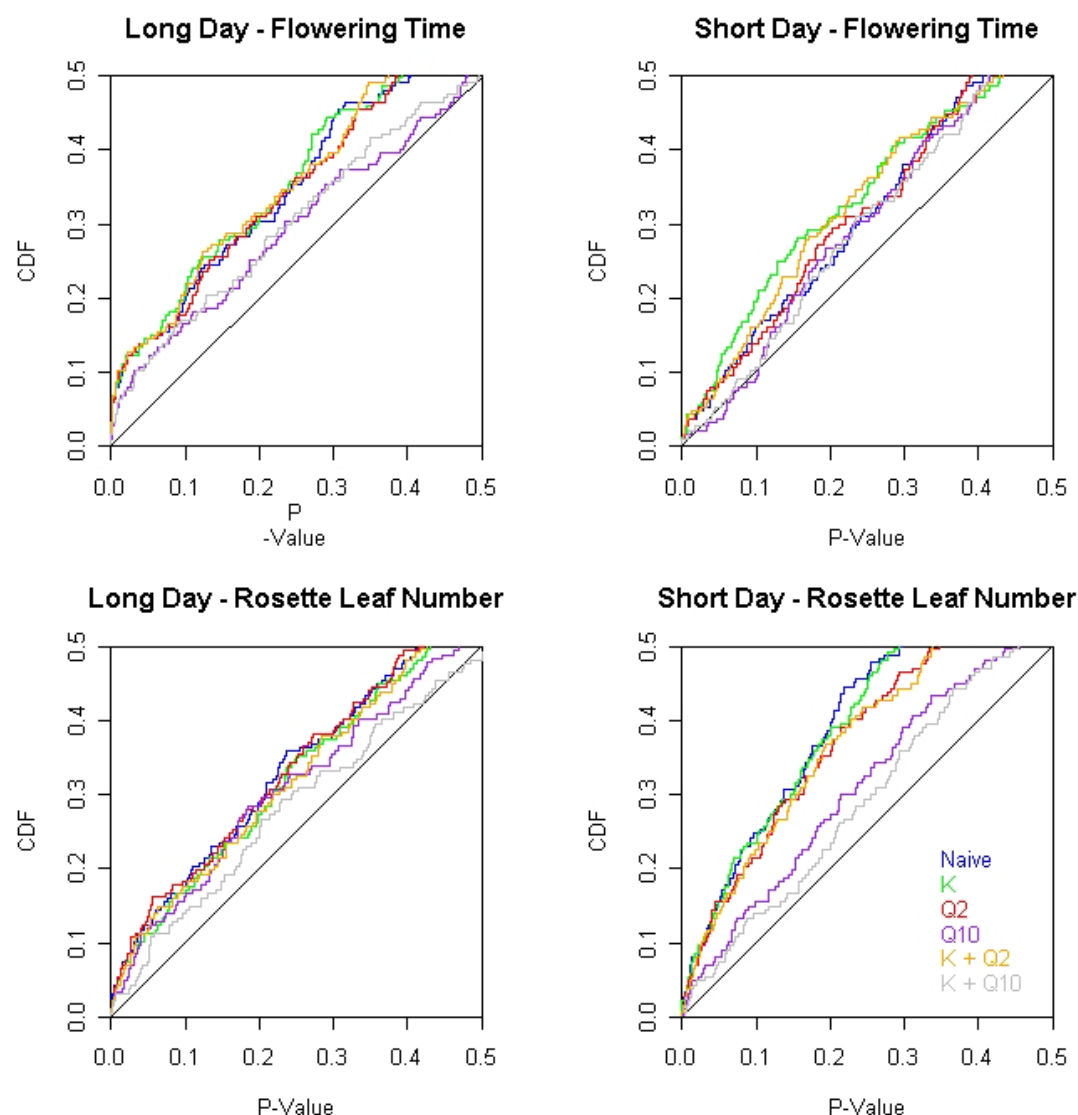 Long Day - Flowering Time
CDF
0.5
0.4
0.3
0.2
0.1
0.0
0.0 0.1 0.2 0.3 0.4 0.5
P
-Value
Short Day - Flowering Time
CDF
0.5
0.4
0.3
0.2
0.1
0.0
0.0 0.1 0.2 0.3 0.4 0.5
P-Value
Long Day - Rosette Leaf Number
CDF
0.5
0.4
0.3
0.2
0.1
0.0
0.0 0.1 0.2 0.3 0.4 0.5
P-Value
Short Day - Rosette Leaf Number
CDF
0.5
0.4
0.3
0.2
0.1
0.0
Naive
K
Q2
Q10
K + Q2
K + Q10
0.0 0.1 0.2 0.3 0.4 0.5
P-Value